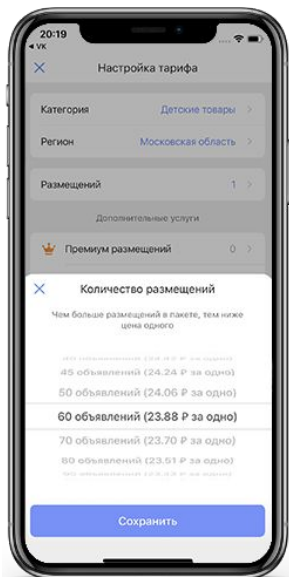 20:19
◂ VK
Настройка тарифа
Категория Детские товары
Регион Московская область
Размещений 1
Дополнительные услуги
Премиум размещений 0
Количество размещений
Чем больше размещений в пакете, тем ниже
цена одного
45 объявлений (24.24 ₽ за одно)
50 объявлений (24.06 ₽ за одно)
60 объявлений (23.88 ₽ за одно)
70 объявлений (23.70 ₽ за одно)
80 объявлений (23.51 ₽ за одно)
Сохранить